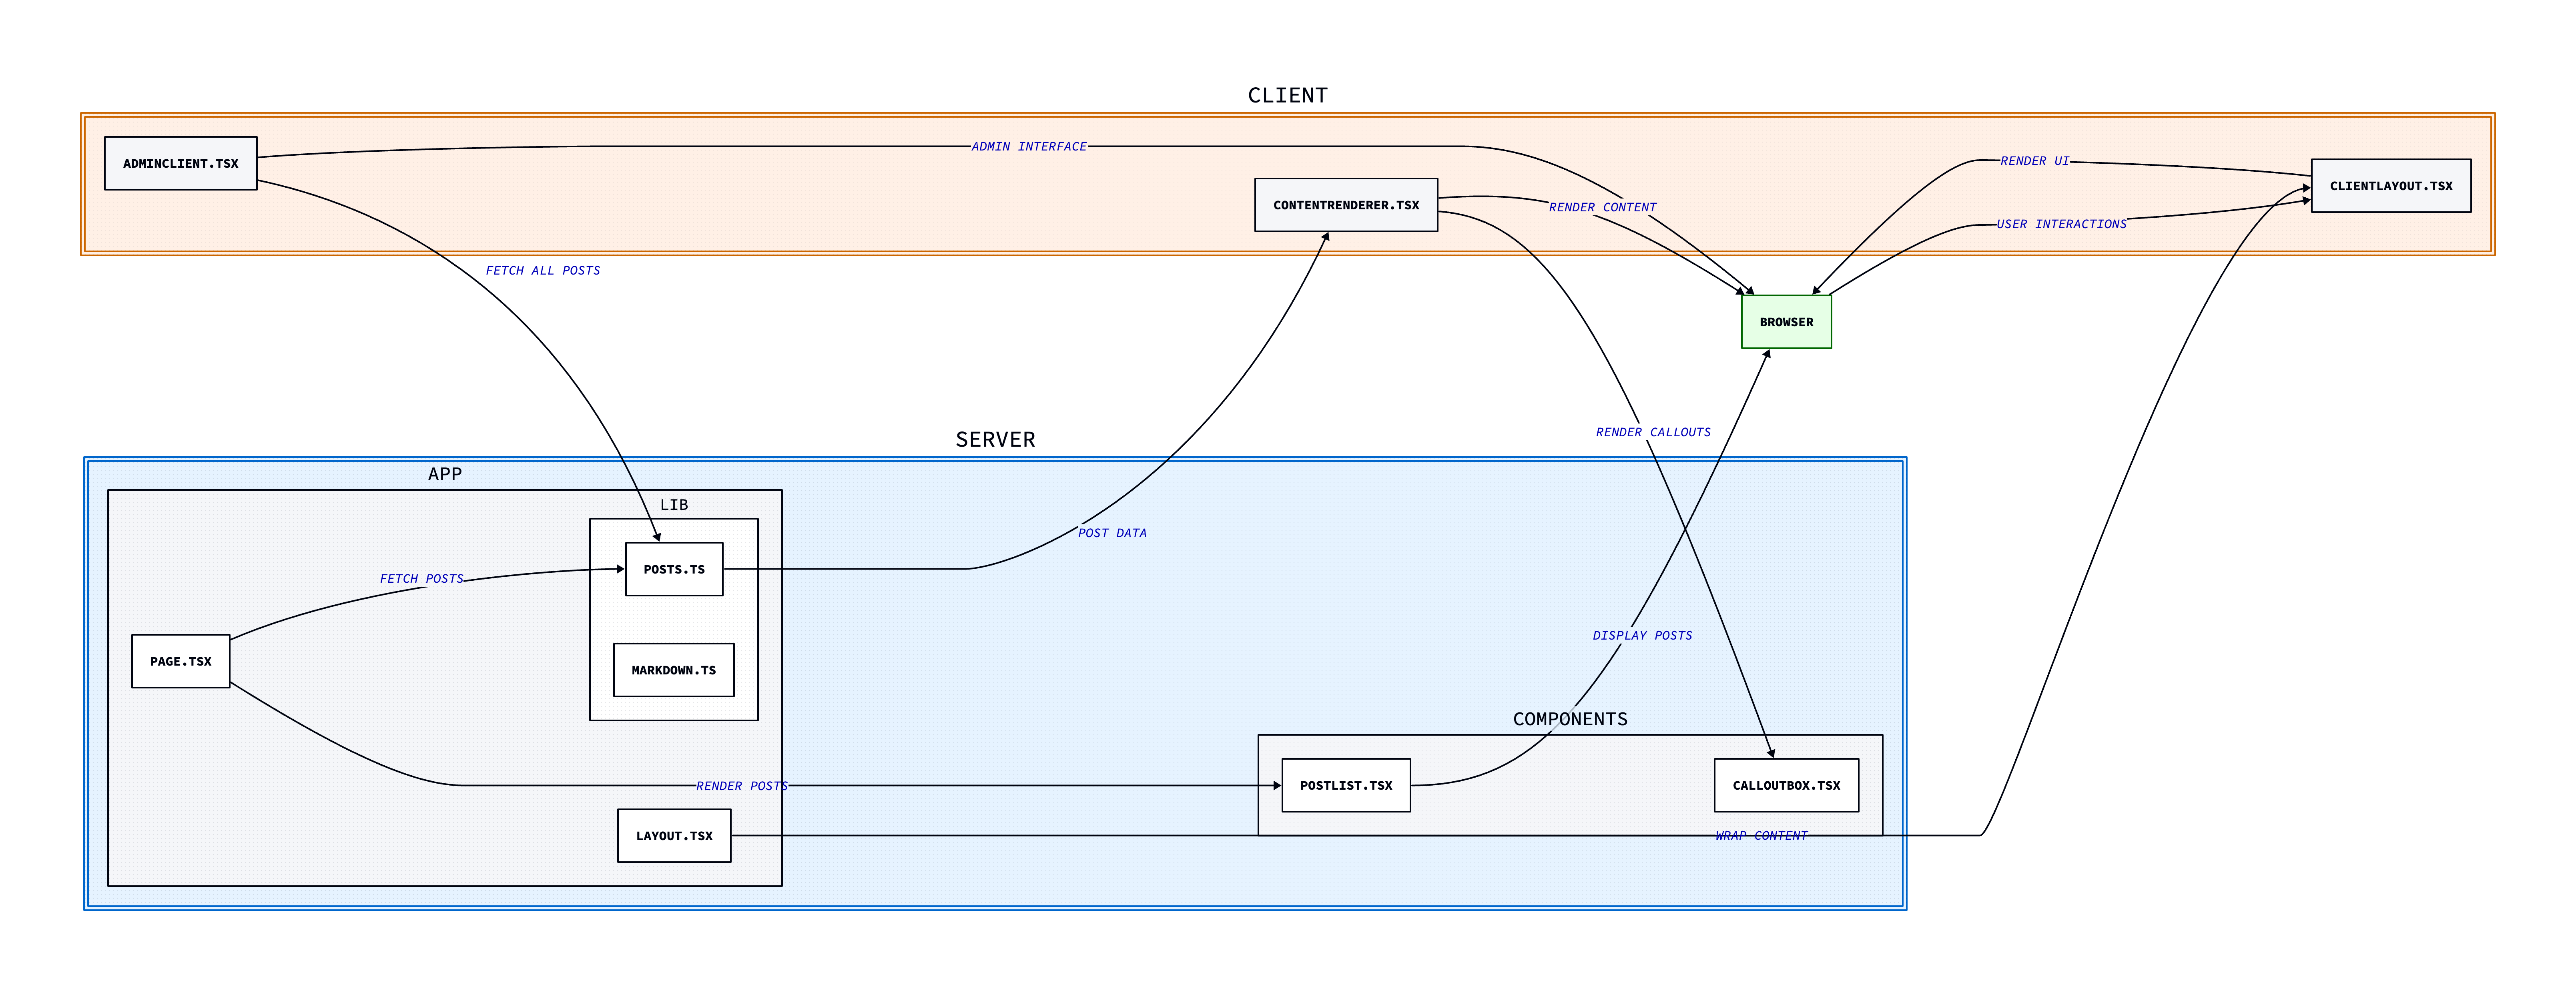 CLIENT
ADMINCLIENT.TSX
ADMIN INTERFACE
CONTENTRENDERER.TSX
RENDER CONTENT
RENDER UI
USER INTERACTIONS
CLIENTLAYOUT.TSX
FETCH ALL POSTS
BROWSER
RENDER CALLOUTS
SERVER
APP
LIB
POSTS.TS
POST DATA
FETCH POSTS
MARKDOWN.TS
PAGE.TSX
DISPLAY POSTS
COMPONENTS
RENDER POSTS
POSTLIST.TSX
CALLOUTBOX.TSX
LAYOUT.TSX
WRAP CONTENT